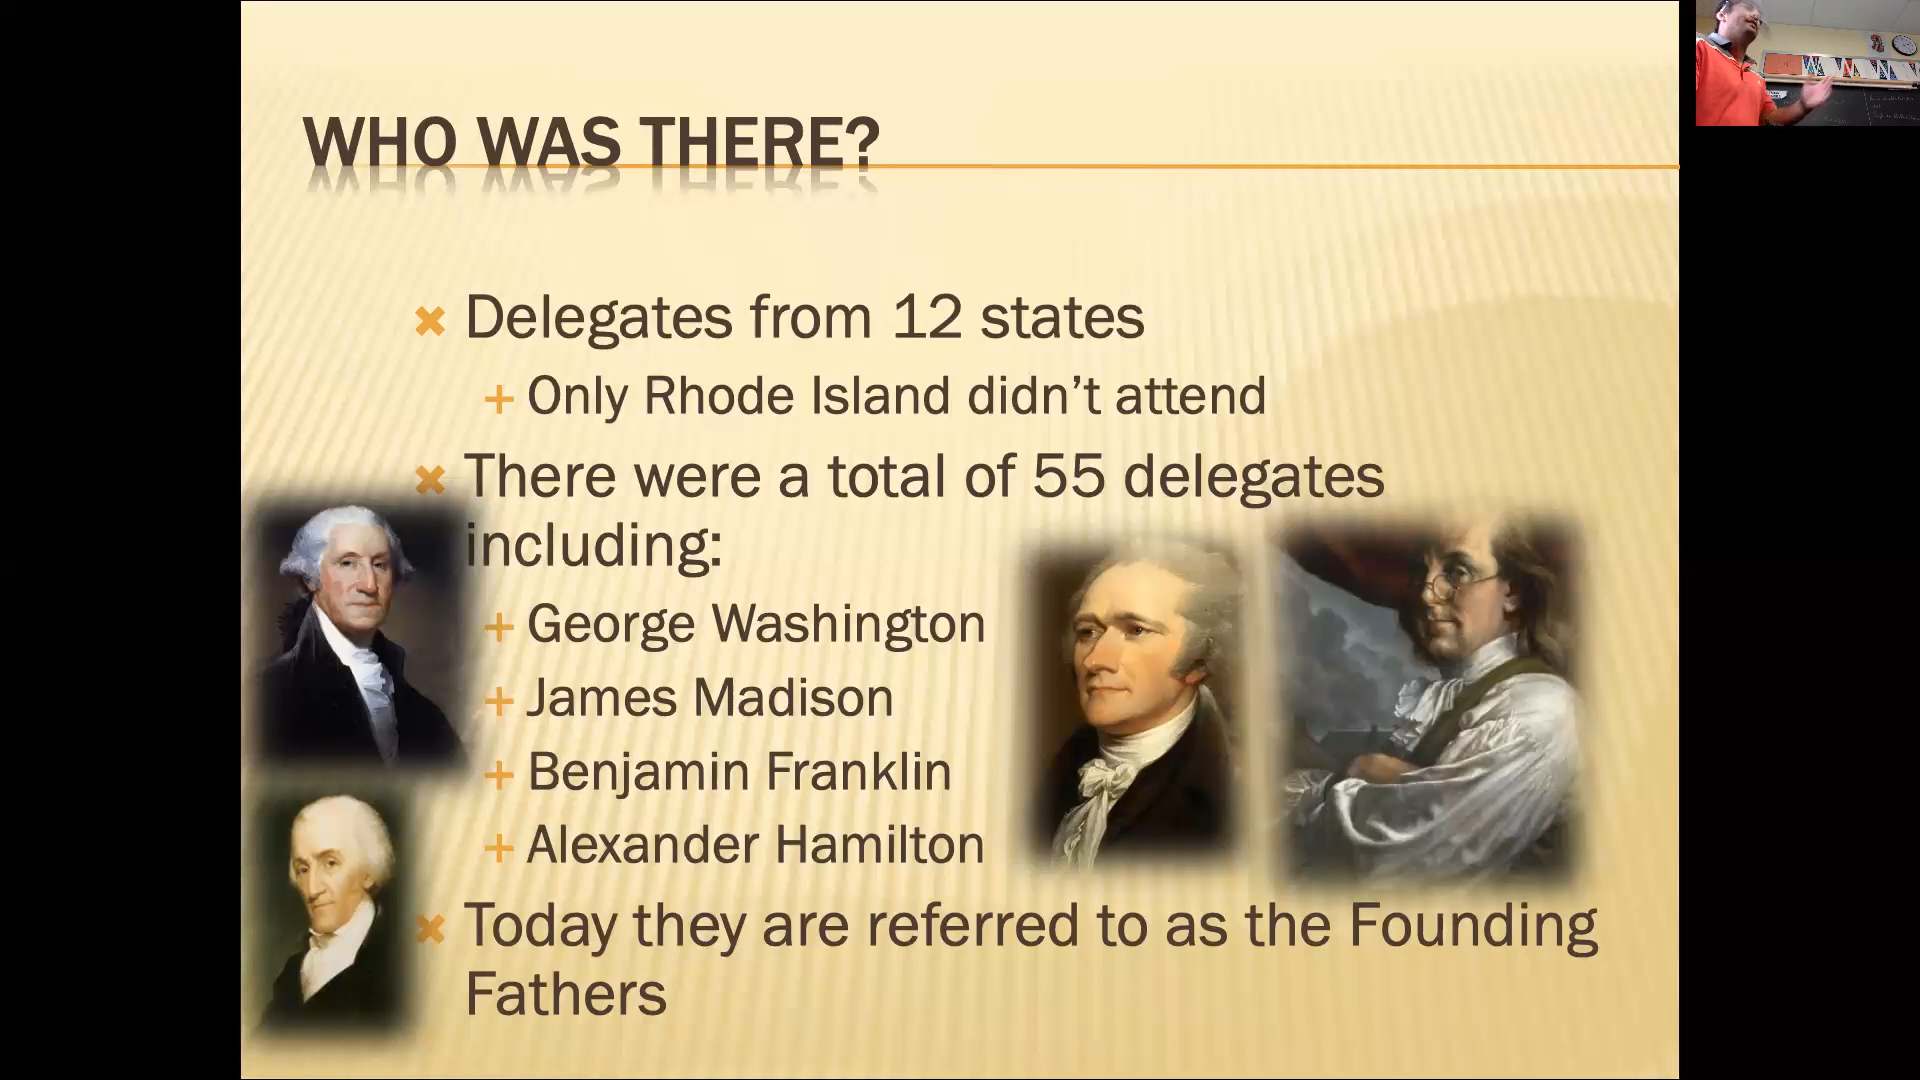 WHO WAS THERE?
Delegates from 12 states
Only Rhode Island didn't attend
There were a total of 55 delegates
including:
George Washington
James Madison
Benjamin Franklin
Alexander Hamilton
Today they are referred to as the Founding
Fathers